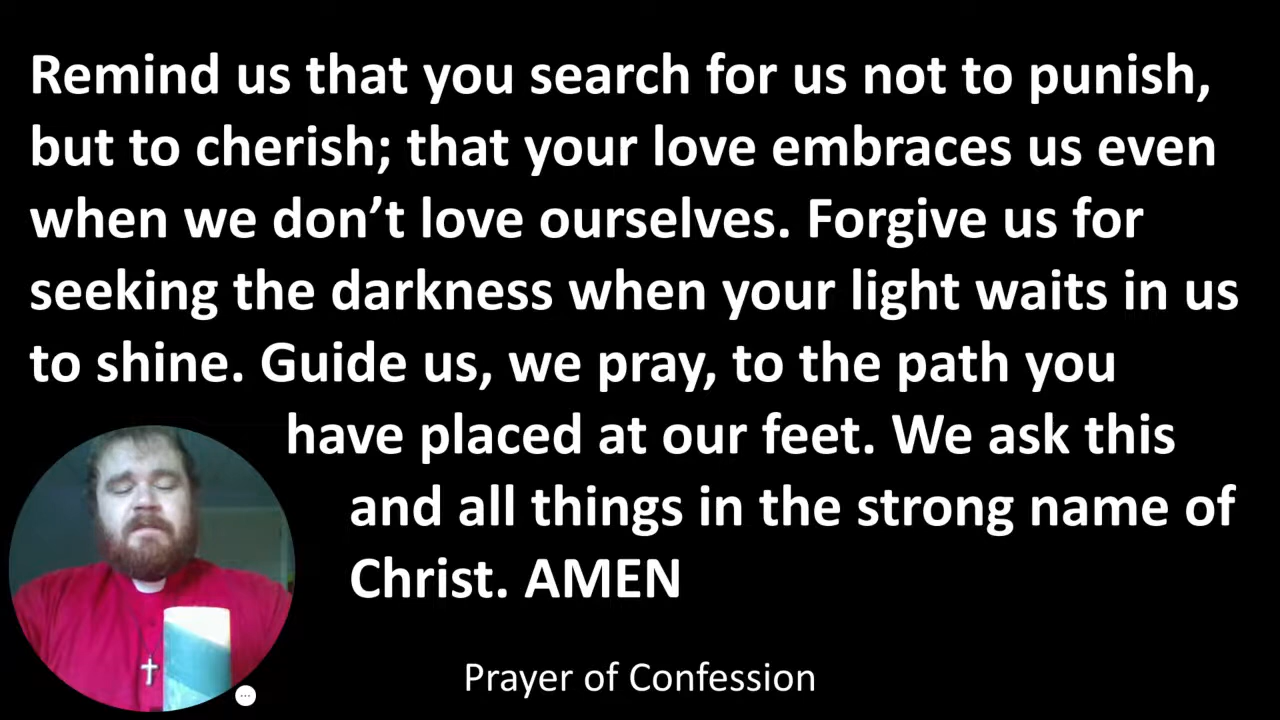 Remind us that you search for us not to punish,
but to cherish; that your love embraces us even
when we don’t love ourselves. Forgive us for
seeking the darkness when your light waits in us
to shine. Guide us, we pray, to the path you
have placed at our feet. We ask this
and all things in the strong name of
Christ. AMEN
Prayer of Confession